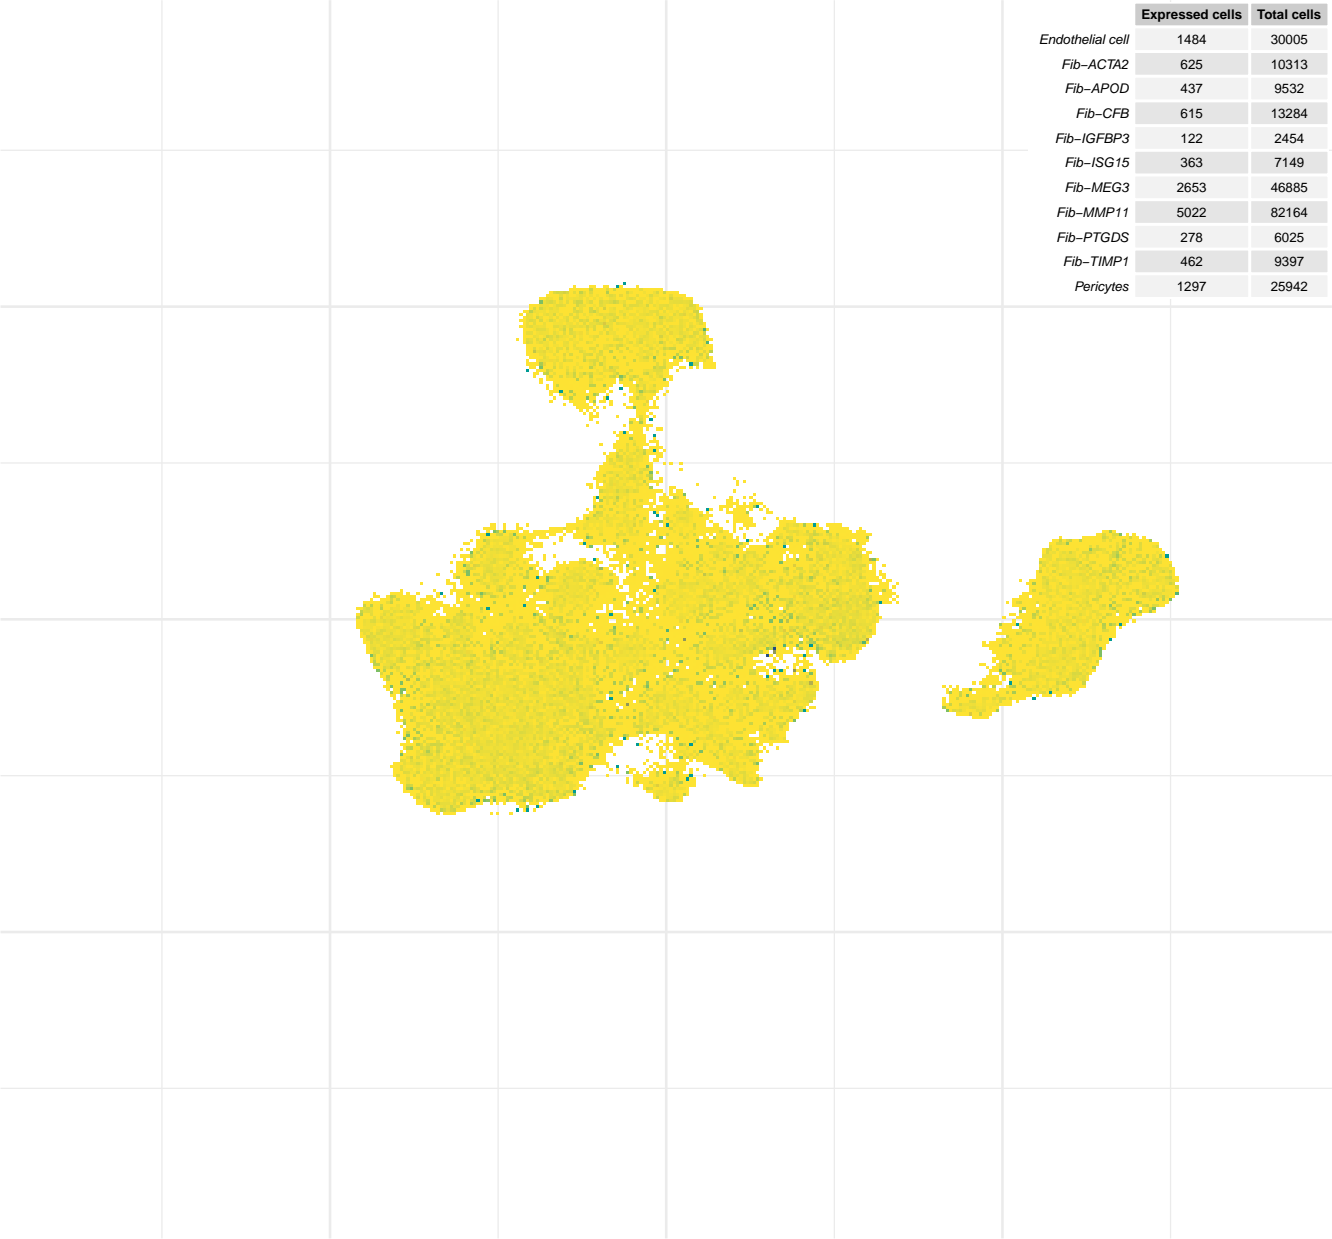 Expressed cells Total cells
Endothelial cell 1484 30005
Fib−ACTA2 625 10313
Fib−APOD 437 9532
Fib−CFB 615 13284
Fib−IGFBP3 122 2454
Fib−ISG15 363 7149
Fib−MEG3 2653 46885
Fib−MMP11 5022 82164
Fib−PTGDS 278 6025
Fib−TIMP1 462 9397
Pericytes 1297 25942